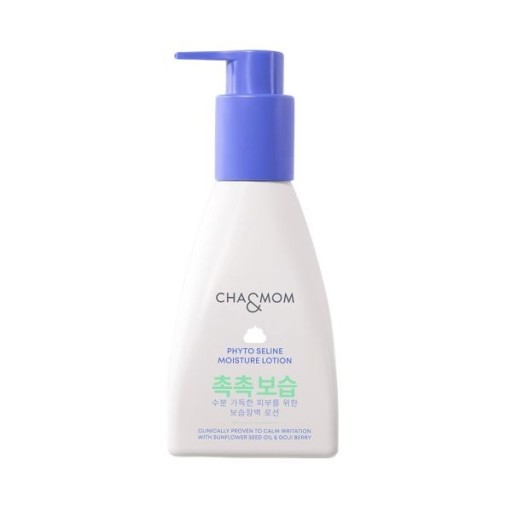 CHA&MOM
PHYTO SELINE
MOISTURE LOTION
촉촉보습
수분 가득한 피부를 위한
보습장벽 로션
CLINICALLY PROVEN TO CALM IRRITATION
WITH SUNFLOWER SEED OIL & GOJI BERRY